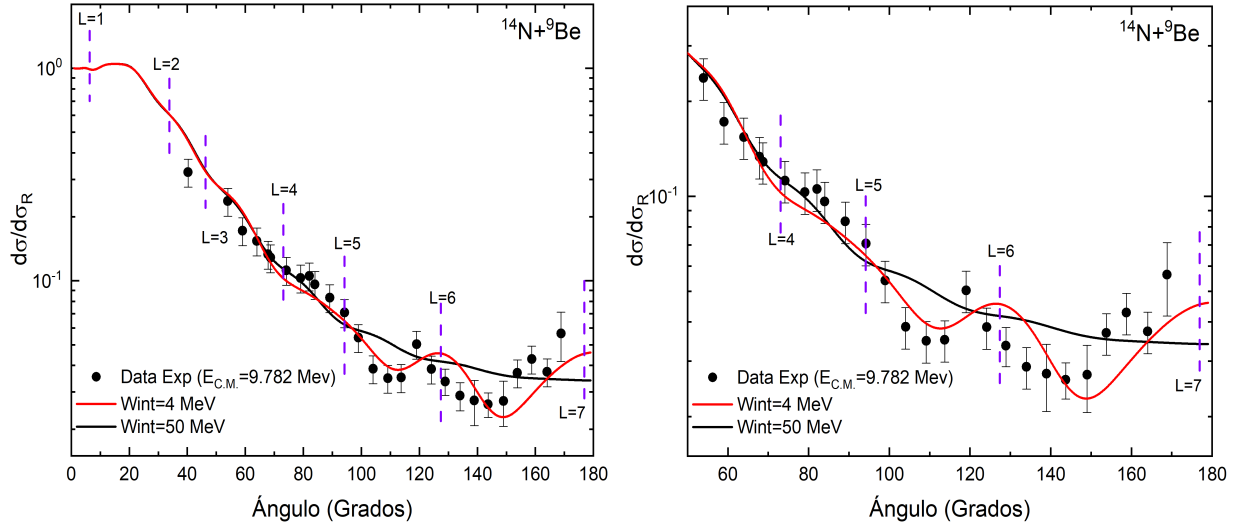 ¹⁴N+⁹Be
L=1
L=2
L=3
L=4
L=5
L=6
L=7
dσ/dσ_R
10⁰
10⁻¹
Data Exp (E_C.M.=9.782 Mev)
Wint=4 MeV
Wint=50 MeV
0 20 40 60 80 100 120 140 160 180
Ángulo (Grados)
¹⁴N+⁹Be
L=4
L=5
L=6
L=7
dσ/dσ_R
10⁻¹
Data Exp (E_C.M.=9.782 Mev)
Wint=4 MeV
Wint=50 MeV
60 80 100 120 140 160 180
Ángulo (Grados)